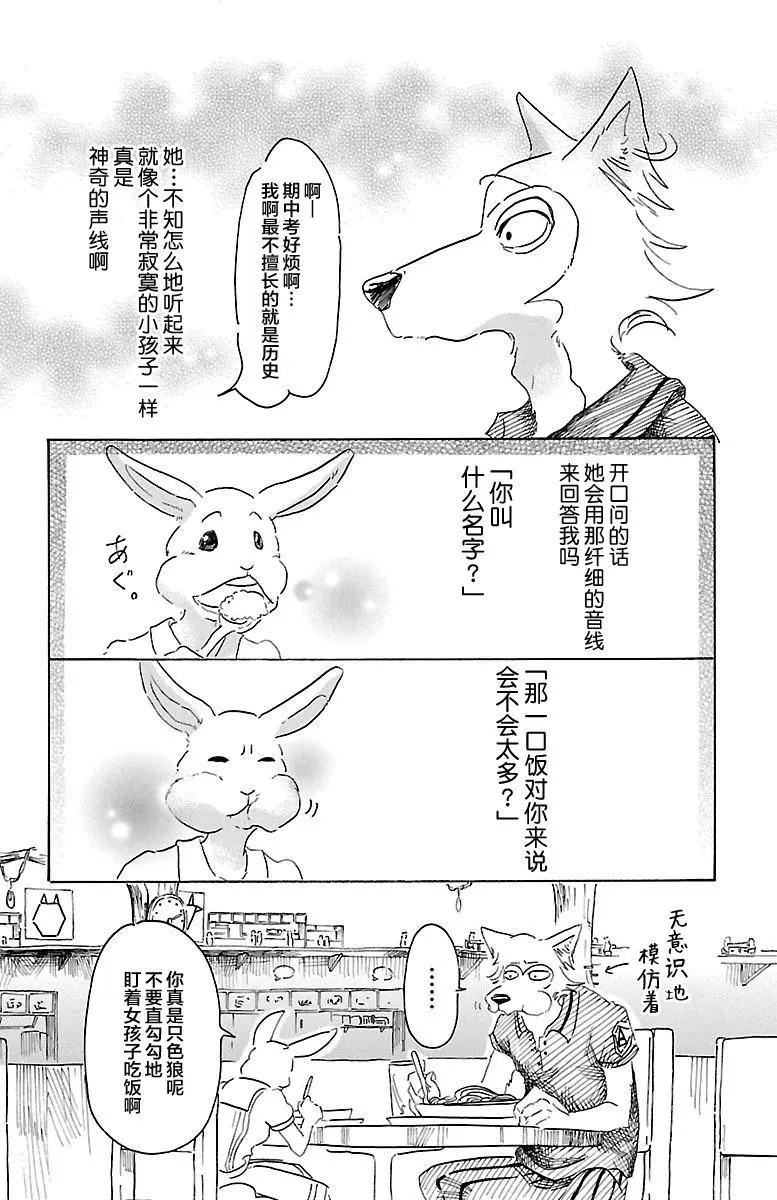 啊—
期中考好烦啊…
我啊最不擅长的就是历史
她…不知怎么地听起来
就像个非常寂寞的小孩子一样
真是
神奇的声线啊
开口问的话
她会用那纤细的音线
来回答我吗
「你叫
什么名字？」
あぐ。
「那一口饭对你来说
会不会太多？」
无意识地
模仿着
……
你真是只色狼呢
不要直勾勾地
盯着女孩子吃饭啊